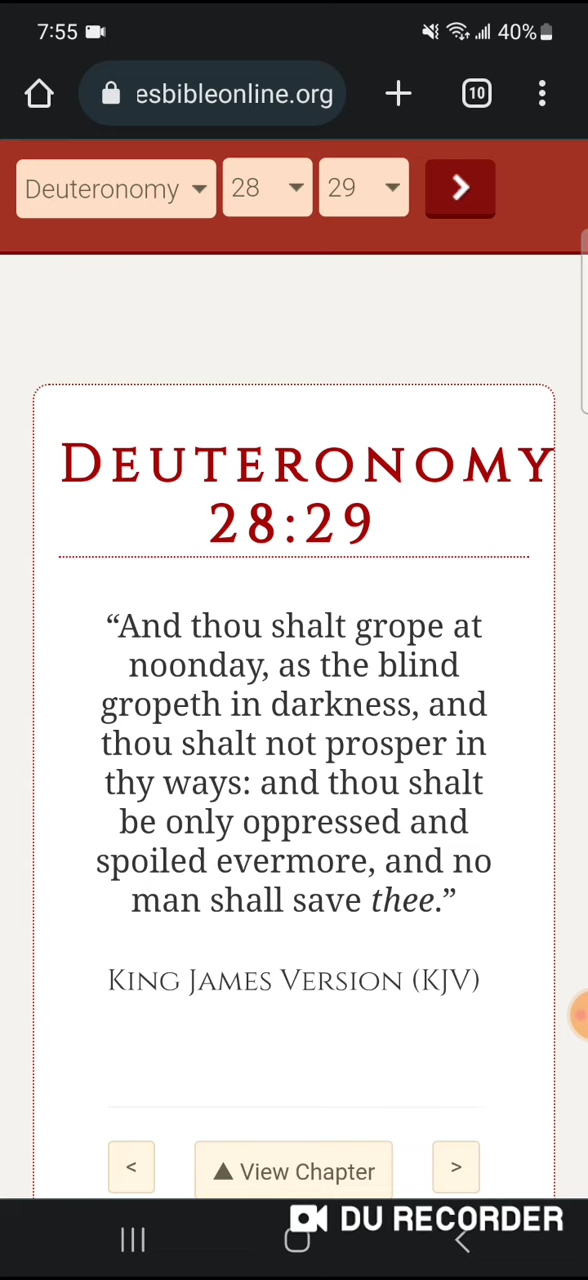 7:55
40%
esbibleonline.org
10
Deuteronomy 28 29
DEUTERONOMY
28:29
“And thou shalt grope at
noonday, as the blind
gropeth in darkness, and
thou shalt not prosper in
thy ways: and thou shalt
be only oppressed and
spoiled evermore, and no
man shall save thee.”
KING JAMES VERSION (KJV)
< ▲ View Chapter >
DU RECORDER